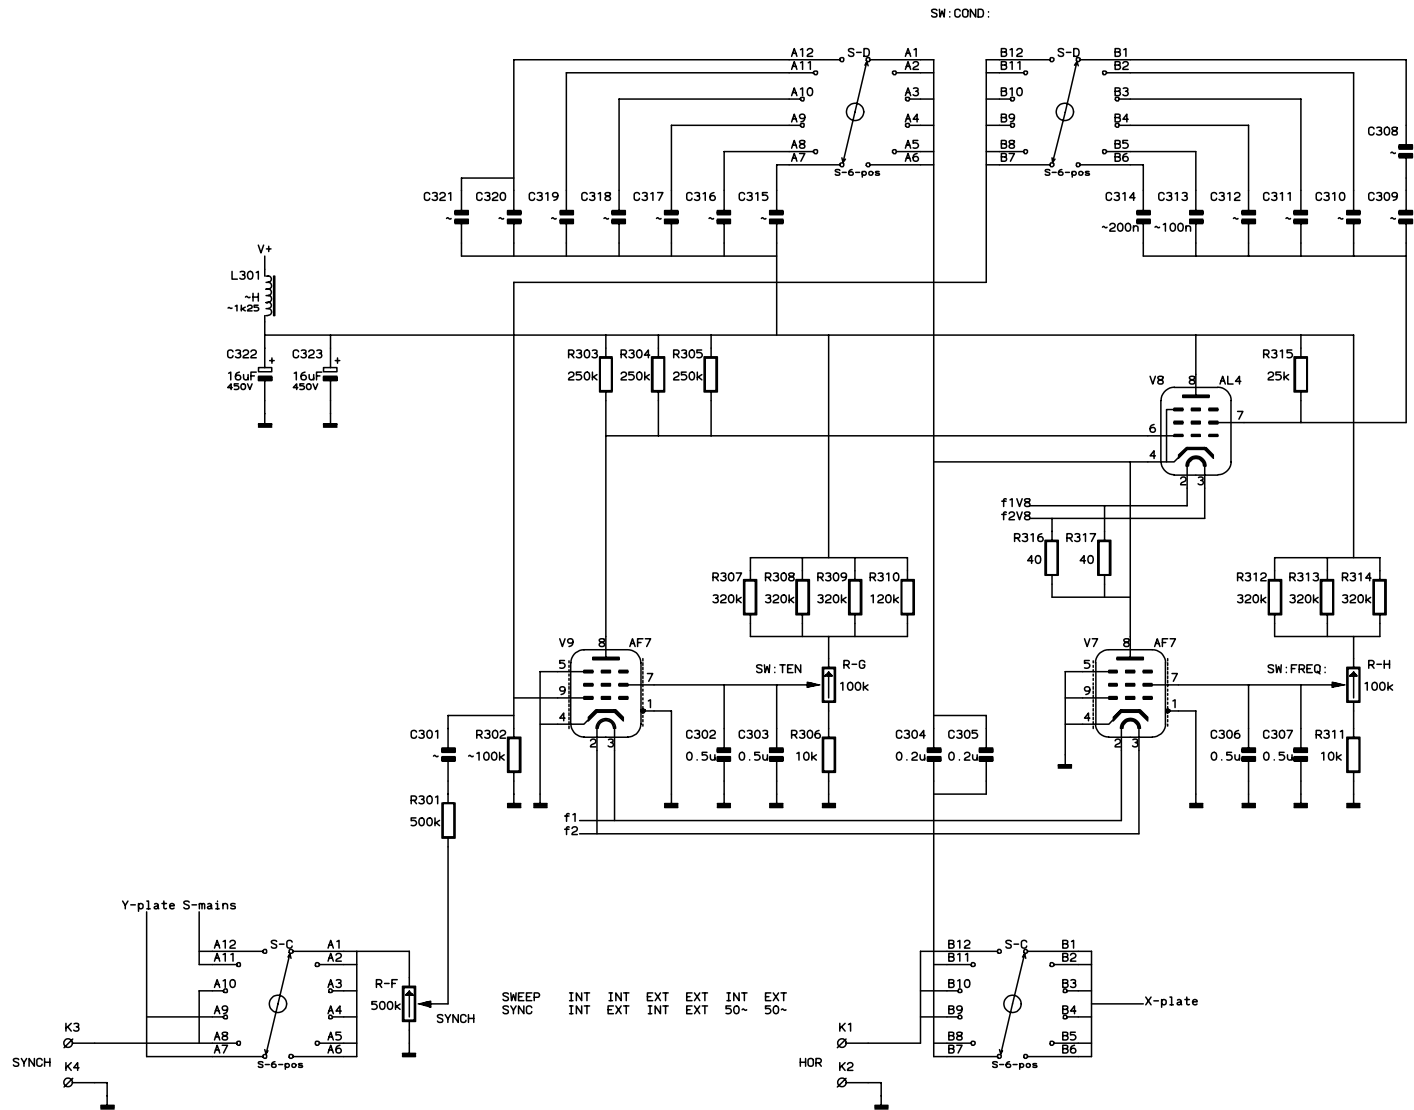 SW:COND:
A12 S-D A1 B12 S-D B1
A11 A2 B11 B2
A10 A3 B10 B3
A9 A4 B9 B4
A8 A5 B8 B5
A7 A6 B7 B6
S-6-pos S-6-pos
C308
~
C321 C320 C319 C318 C317 C316 C315 C314 C313 C312 C311 C310 C309
~ ~ ~ ~ ~ ~ ~ ~200n ~100n ~ ~ ~ ~
V+
L301
~H
~1k25
C322 + C323 +
16uF 16uF
450V 450V
R303 R304 R305
250k 250k 250k
R315
25k
V8 8 AL4
7
6
4
2 3
f1V8
f2V8
R316 R317
40 40
R307 R308 R309 R310
320k 320k 320k 120k
R312 R313 R314
320k 320k 320k
V9 8 AF7
5
7
9
1
4
2 3
SW:TEN R-G
100k
V7 8 AF7
5
7
9
1
4
2 3
SW:FREQ: R-H
100k
C301 R302
~ ~100k
C302 C303 R306
0.5u 0.5u 10k
C304 C305
0.2u 0.2u
C306 C307 R311
0.5u 0.5u 10k
R301
500k
f1
f2
Y-plate S-mains
A12 S-C A1
A11 A2
A10 A3
A9 A4
A8 A5
A7 A6
S-6-pos
R-F
500k
SYNCH
K3
SYNCH K4
SWEEP INT INT EXT EXT INT EXT
SYNC INT EXT INT EXT 50~ 50~
B12 S-C B1
B11 B2
B10 B3
B9 B4
B8 B5
B7 B6
S-6-pos
X-plate
K1
HOR K2